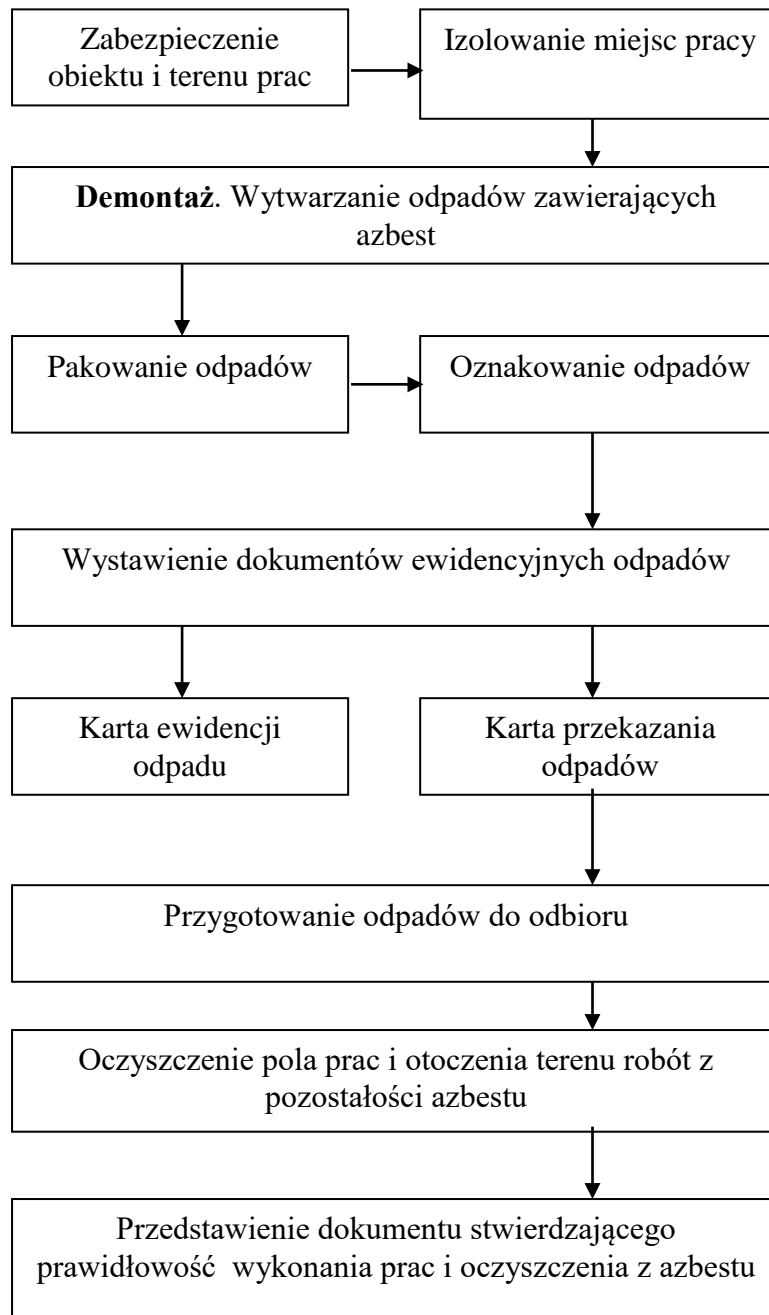 Zabezpieczenie
obiektu i terenu prac
Izolowanie miejsc pracy
Demontaż. Wytwarzanie odpadów zawierających
azbest
Pakowanie odpadów
Oznakowanie odpadów
Wystawienie dokumentów ewidencyjnych odpadów
Karta ewidencji
odpadu
Karta przekazania
odpadów
Przygotowanie odpadów do odbioru
Oczyszczenie pola prac i otoczenia terenu robót z
pozostałości azbestu
Przedstawienie dokumentu stwierdzającego
prawidłowość  wykonania prac i oczyszczenia z azbestu